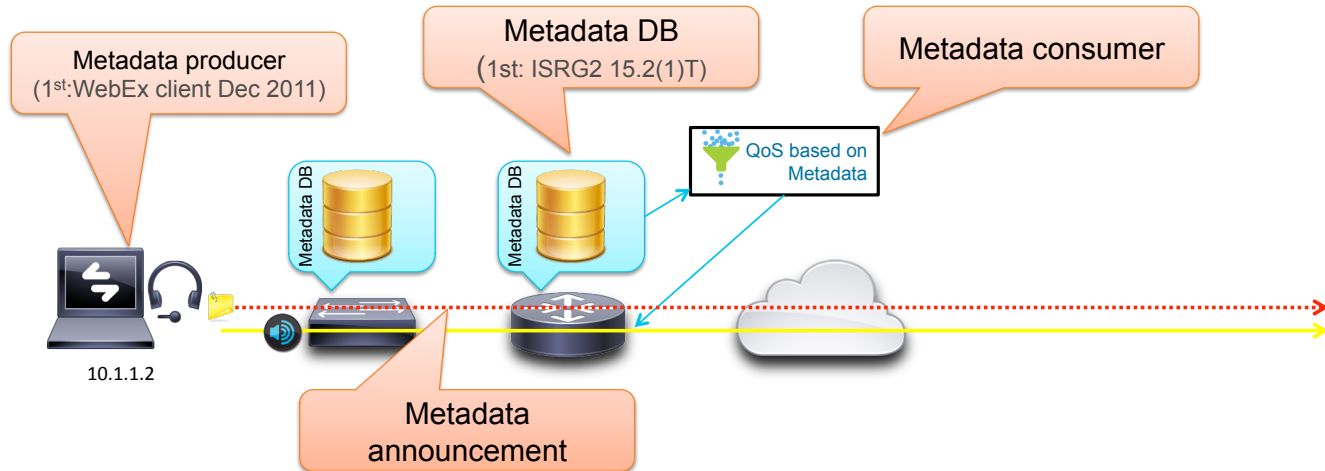 Metadata producer
(1st:WebEx client Dec 2011)
Metadata DB
(1st: ISRG2 15.2(1)T)
Metadata consumer
QoS based on
Metadata
Metadata DB
Metadata DB
10.1.1.2
Metadata
announcement